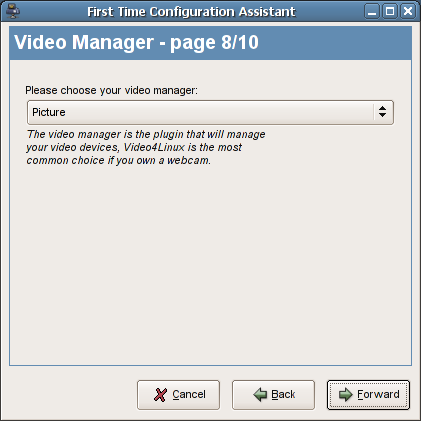 First Time Configuration Assistant
Video Manager - page 8/10
Please choose your video manager:
Picture
The video manager is the plugin that will manage
your video devices, Video4Linux is the most
common choice if you own a webcam.
Cancel
Back
Forward